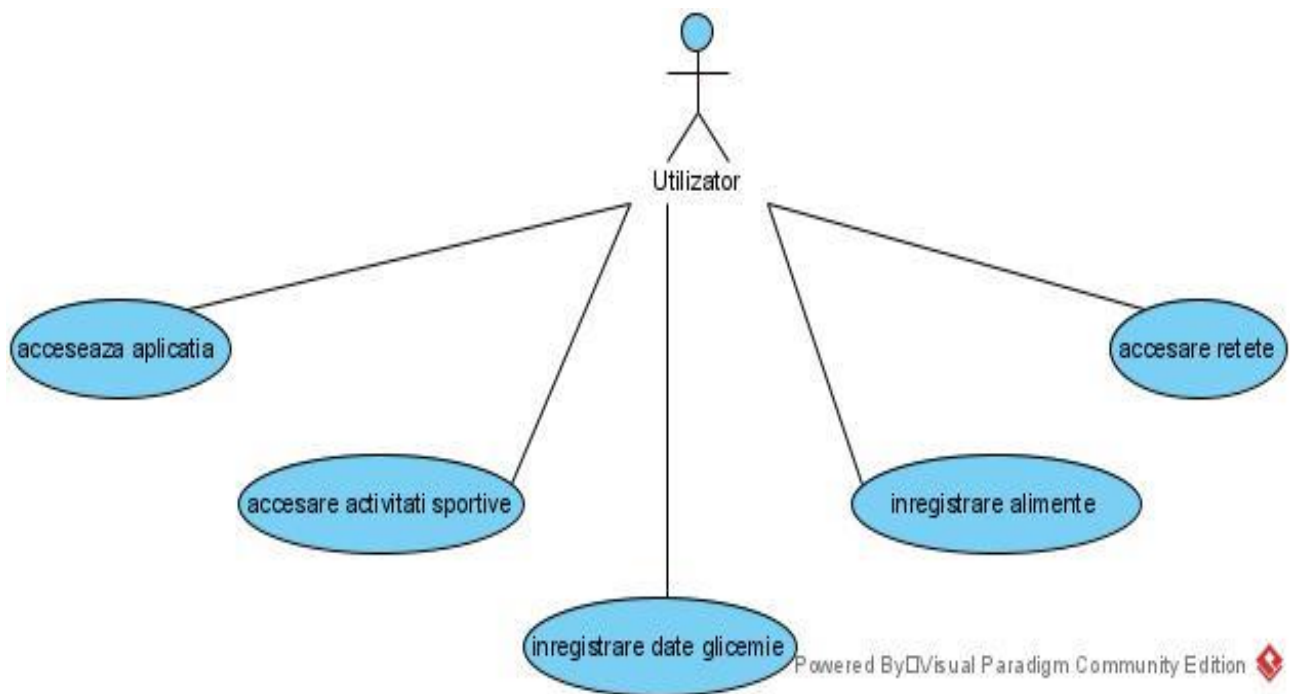 Utilizator
acceseaza aplicatia
accesare retete
accesare activitati sportive
inregistrare alimente
inregistrare date glicemie
Powered By□Visual Paradigm Community Edition